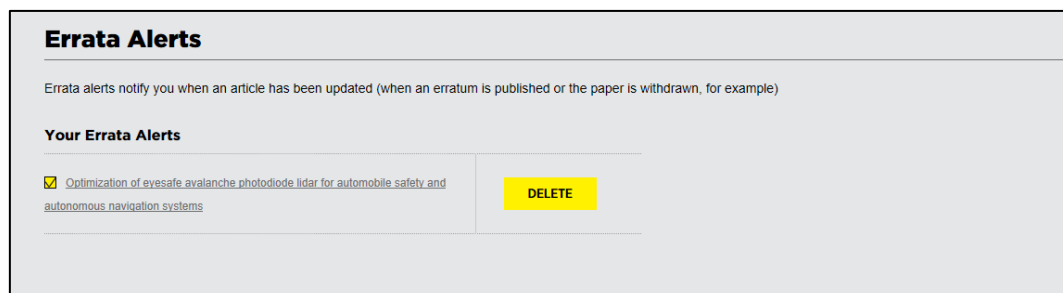 Errata Alerts
Errata alerts notify you when an article has been updated (when an erratum is published or the paper is withdrawn, for example)
Your Errata Alerts
Optimization of eyesafe avalanche photodiode lidar for automobile safety and
autonomous navigation systems
DELETE